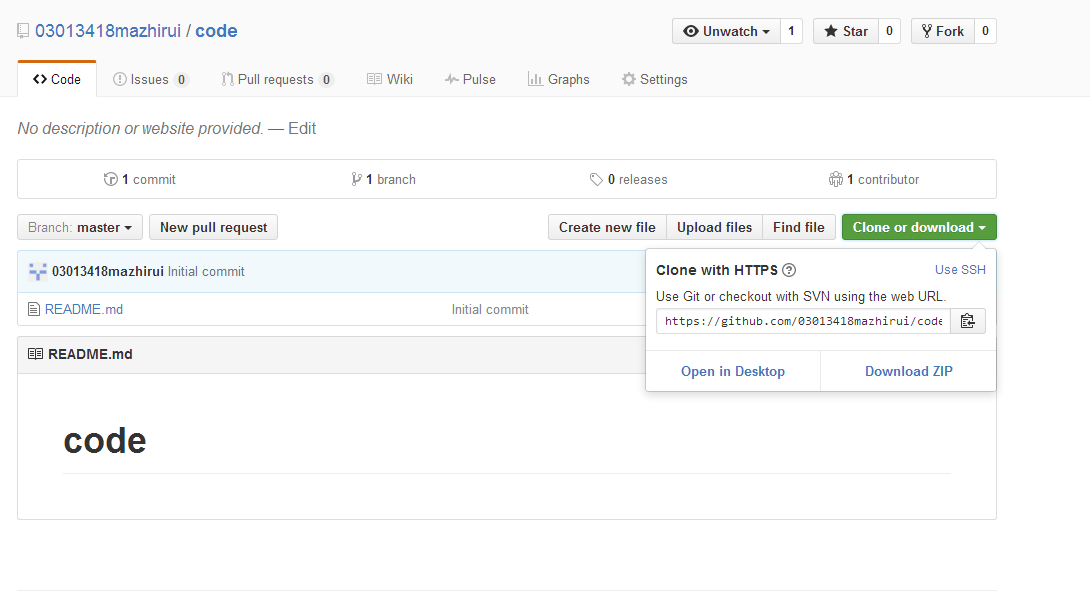 03013418mazhirui / code
Unwatch 1 Star 0 Fork 0
Code Issues 0 Pull requests 0 Wiki Pulse Graphs Settings
No description or website provided. — Edit
1 commit 1 branch 0 releases 1 contributor
Branch: master New pull request Create new file Upload files Find file Clone or download
03013418mazhirui Initial commit
README.md Initial commit
Clone with HTTPS ? Use SSH
Use Git or checkout with SVN using the web URL.
https://github.com/03013418mazhirui/code
Open in Desktop Download ZIP
README.md
code